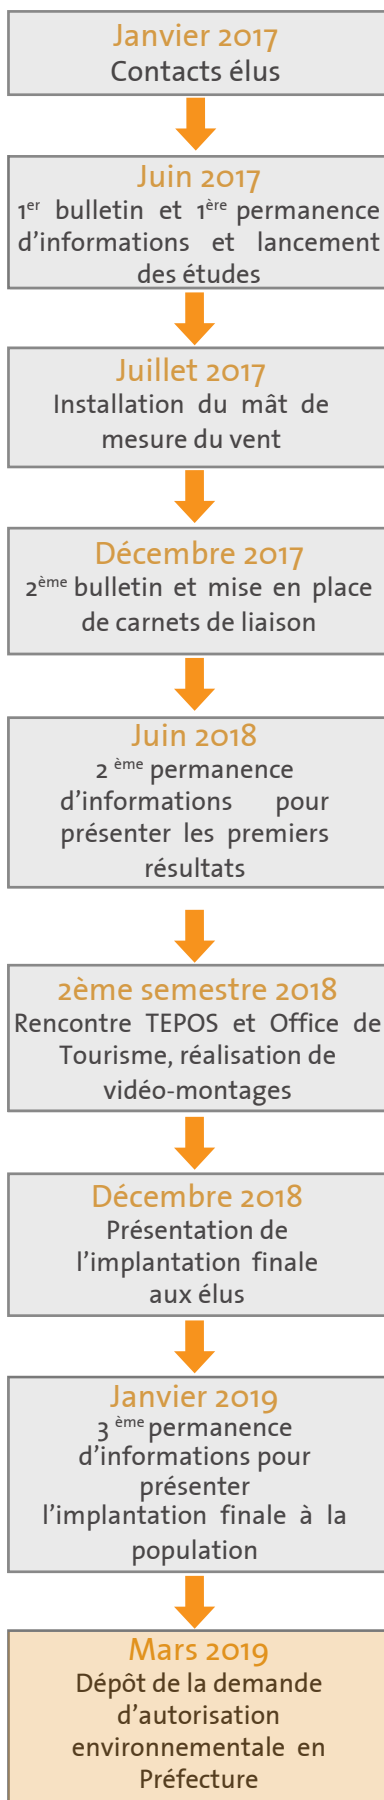 Janvier 2017
Contacts élus
Juin 2017
1er bulletin et 1ère permanence
d’informations et lancement
des études
Juillet 2017
Installation du mât de
mesure du vent
Décembre 2017
2ème bulletin et mise en place
de carnets de liaison
Juin 2018
2 ème permanence
d’informations pour
présenter les premiers
résultats
2ème semestre 2018
Rencontre TEPOS et Office de
Tourisme, réalisation de
vidéo-montages
Décembre 2018
Présentation de
l’implantation finale
aux élus
Janvier 2019
3 ème permanence
d’informations pour
présenter
l’implantation finale à la
population
Mars 2019
Dépôt de la demande
d’autorisation
environnementale en
Préfecture